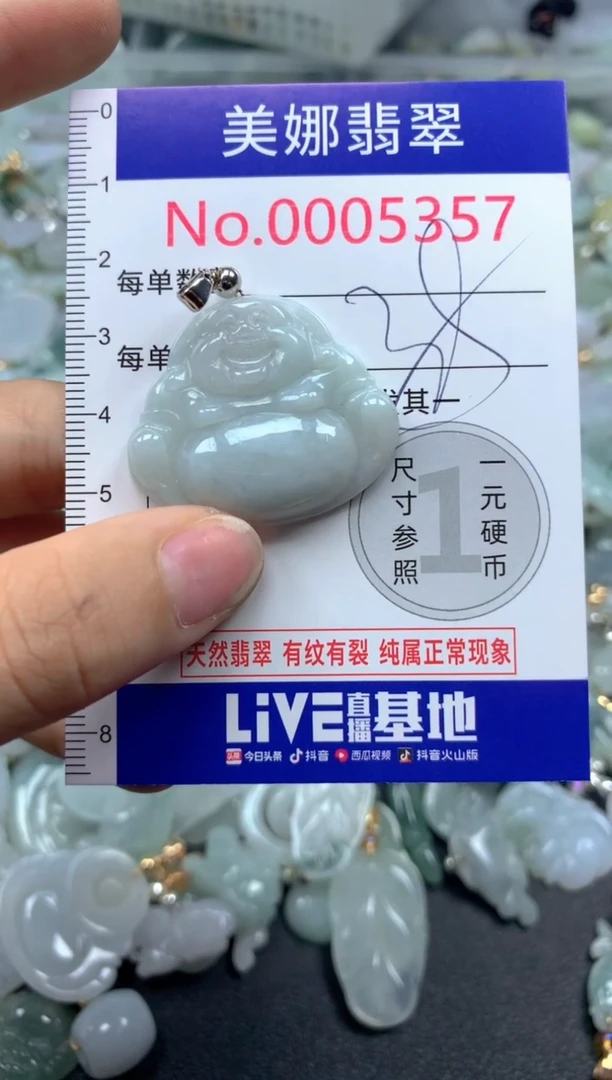 美娜翡翠
No.0005357
0
1
2
3
4
5
8
每单数
每单
其一
尺寸参照
1
一元硬币
天然翡翠 有纹有裂 纯属正常现象
LiVE直播基地
头条 今日头条 抖音 西瓜视频 抖音火山版